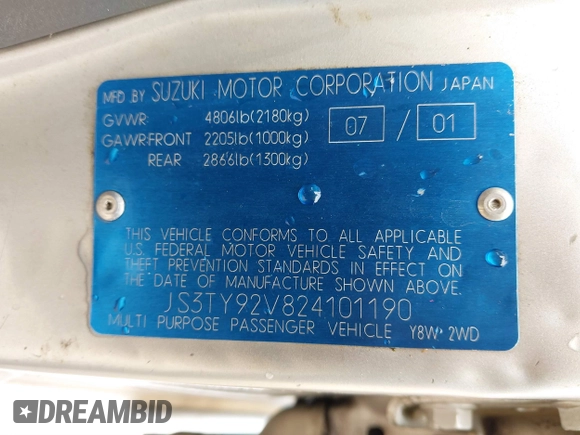 MFD. BY SUZUKI MOTOR CORPORATION JAPAN
GVWR 4806lb(2180kg) 07 / 01
GAWR:FRONT 2205lb(1000kg)
REAR 2866lb(1300kg)
THIS VEHICLE CONFORMS TO ALL APPLICABLE
U.S. FEDERAL MOTOR VEHICLE SAFETY AND
THEFT PREVENTION STANDARDS IN EFFECT ON
THE DATE OF MANUFACTURE SHOWN ABOVE.
JS3TY92V824101190
MULTI PURPOSE PASSENGER VEHICLE Y8W 2WD
DREAMBID